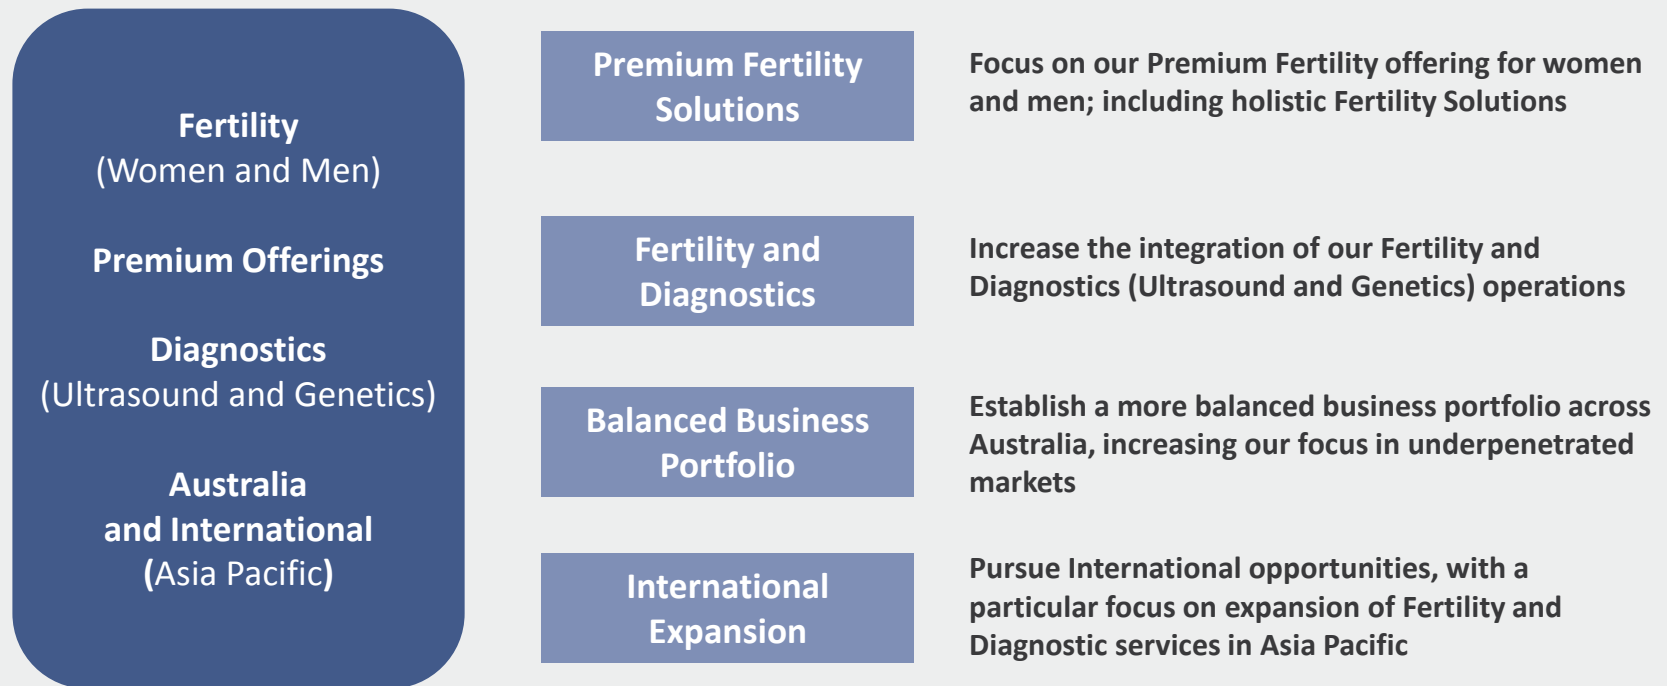 Fertility
(Women and Men)
Premium Offerings
Diagnostics
(Ultrasound and Genetics)
Australia
and International
(Asia Pacific)
Premium Fertility
Solutions
Focus on our Premium Fertility offering for women
and men; including holistic Fertility Solutions
Fertility and
Diagnostics
Increase the integration of our Fertility and
Diagnostics (Ultrasound and Genetics) operations
Balanced Business
Portfolio
Establish a more balanced business portfolio across
Australia, increasing our focus in underpenetrated
markets
International
Expansion
Pursue International opportunities, with a
particular focus on expansion of Fertility and
Diagnostic services in Asia Pacific